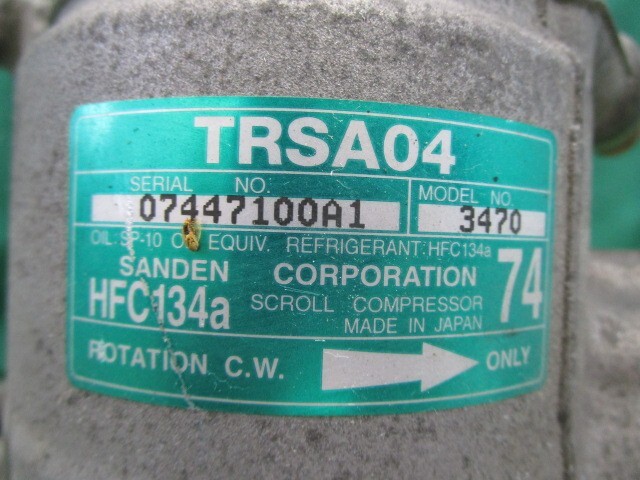 TRSA04
SERIAL NO. MODEL NO.
07447100A1 3470
OIL: SP-10 OR EQUIV. REFRIGERANT: HFC134a
SANDEN CORPORATION 74
HFC134a SCROLL COMPRESSOR
MADE IN JAPAN
ROTATION C.W. ONLY